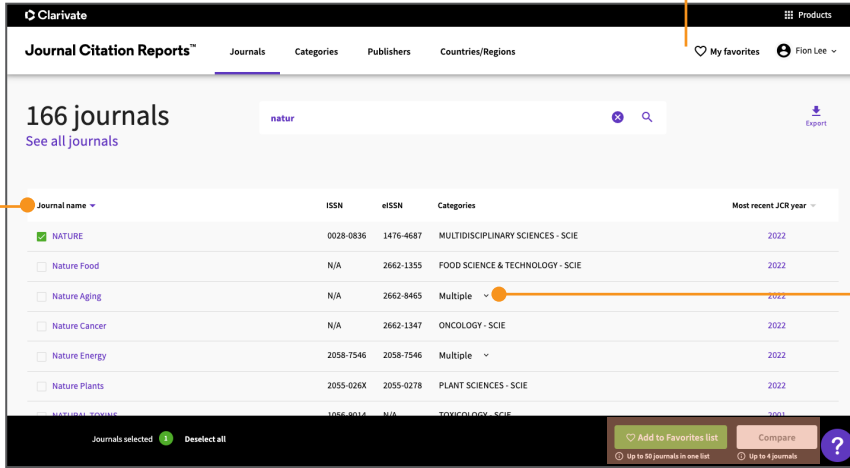 Clarivate
Products
Journal Citation Reports™ Journals Categories Publishers Countries/Regions My favorites Fion Lee
166 journals
natur
Export
See all journals
Journal name ISSN eISSN Categories Most recent JCR year
NATURE 0028-0836 1476-4687 MULTIDISCIPLINARY SCIENCES - SCIE 2022
Nature Food N/A 2662-1355 FOOD SCIENCE & TECHNOLOGY - SCIE 2022
Nature Aging N/A 2662-8465 Multiple 2022
Nature Cancer N/A 2662-1347 ONCOLOGY - SCIE 2022
Nature Energy 2058-7546 2058-7546 Multiple 2022
Nature Plants 2055-026X 2055-0278 PLANT SCIENCES - SCIE 2022
NATURAL TOXINS 1056-9014 N/A TOXICOLOGY - SCIE 2001
Journals selected 1 Deselect all
Add to Favorites list Compare
Up to 50 journals in one list Up to 4 journals
?